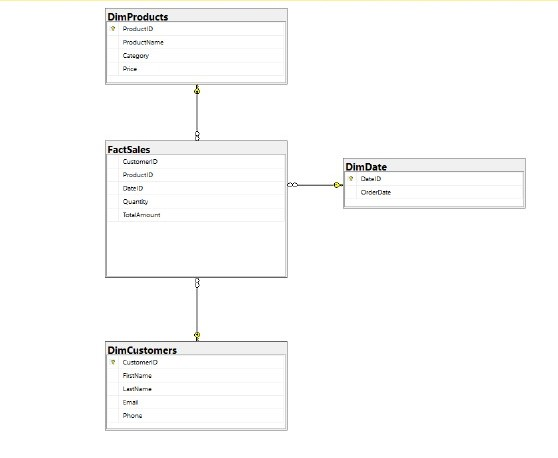 DimProducts
ProductID
ProductName
Category
Price
FactSales
CustomerID
ProductID
DateID
Quantity
TotalAmount
DimDate
DateID
OrderDate
DimCustomers
CustomerID
FirstName
LastName
Email
Phone